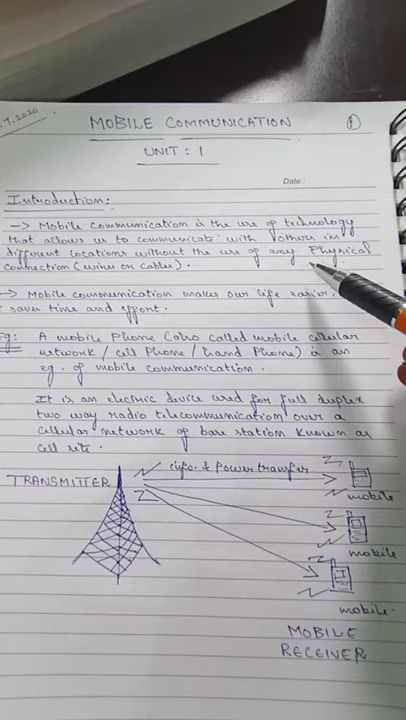 .7.2020
MOBILE COMMUNICATION
1
UNIT : 1
Date :
Introduction:
→ Mobile communication is the use of technology
that allows us to communicate with others in
different locations without the use of any Physical
connection (wires or cables).
→ Mobile communication makes our life easier,
saves time and effort.
Eg: A mobile Phone (also called mobile cellular
network / cell Phone / hand Phone) is an
eg. of mobile communication.
It is an electric device used for full duplex
two way radio telecommunication over a
cellular network of base station known as
cell site.
info. & Power transfer
TRANSMITTER
mobile
mobile
mobile.
MOBILE
RECEIVER